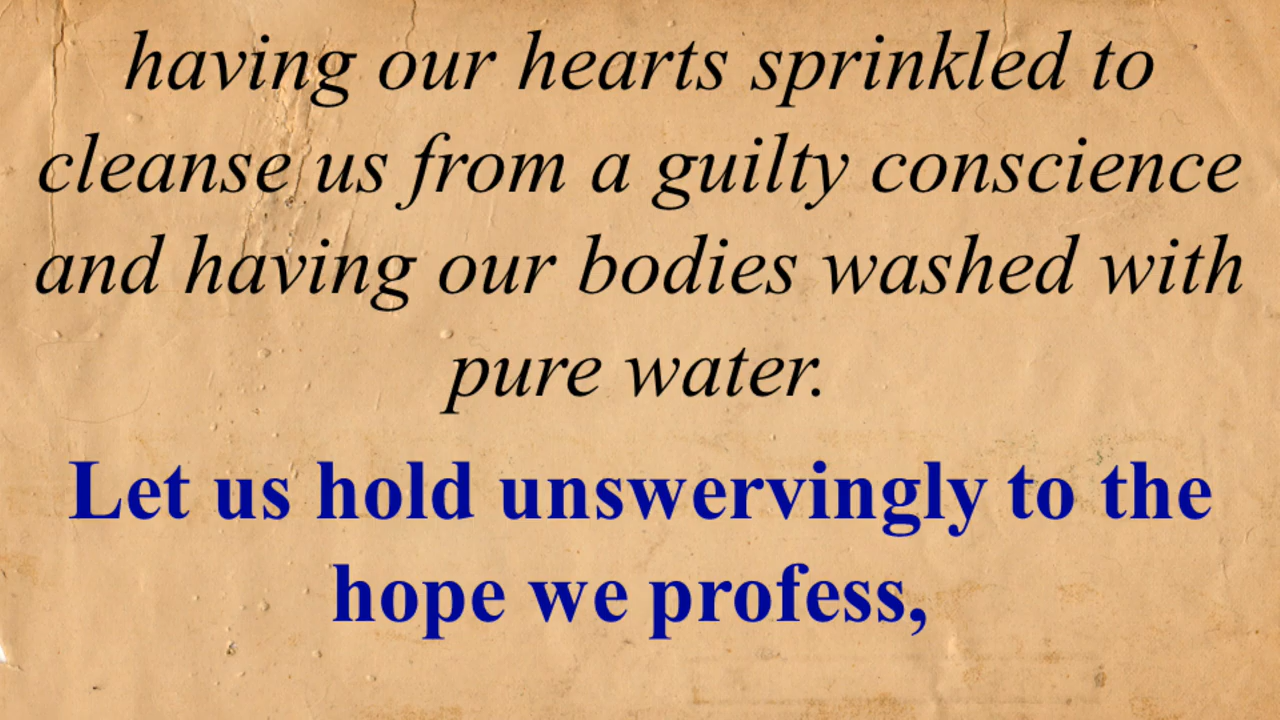 having our hearts sprinkled to
cleanse us from a guilty conscience
and having our bodies washed with
pure water.
Let us hold unswervingly to the
hope we profess,